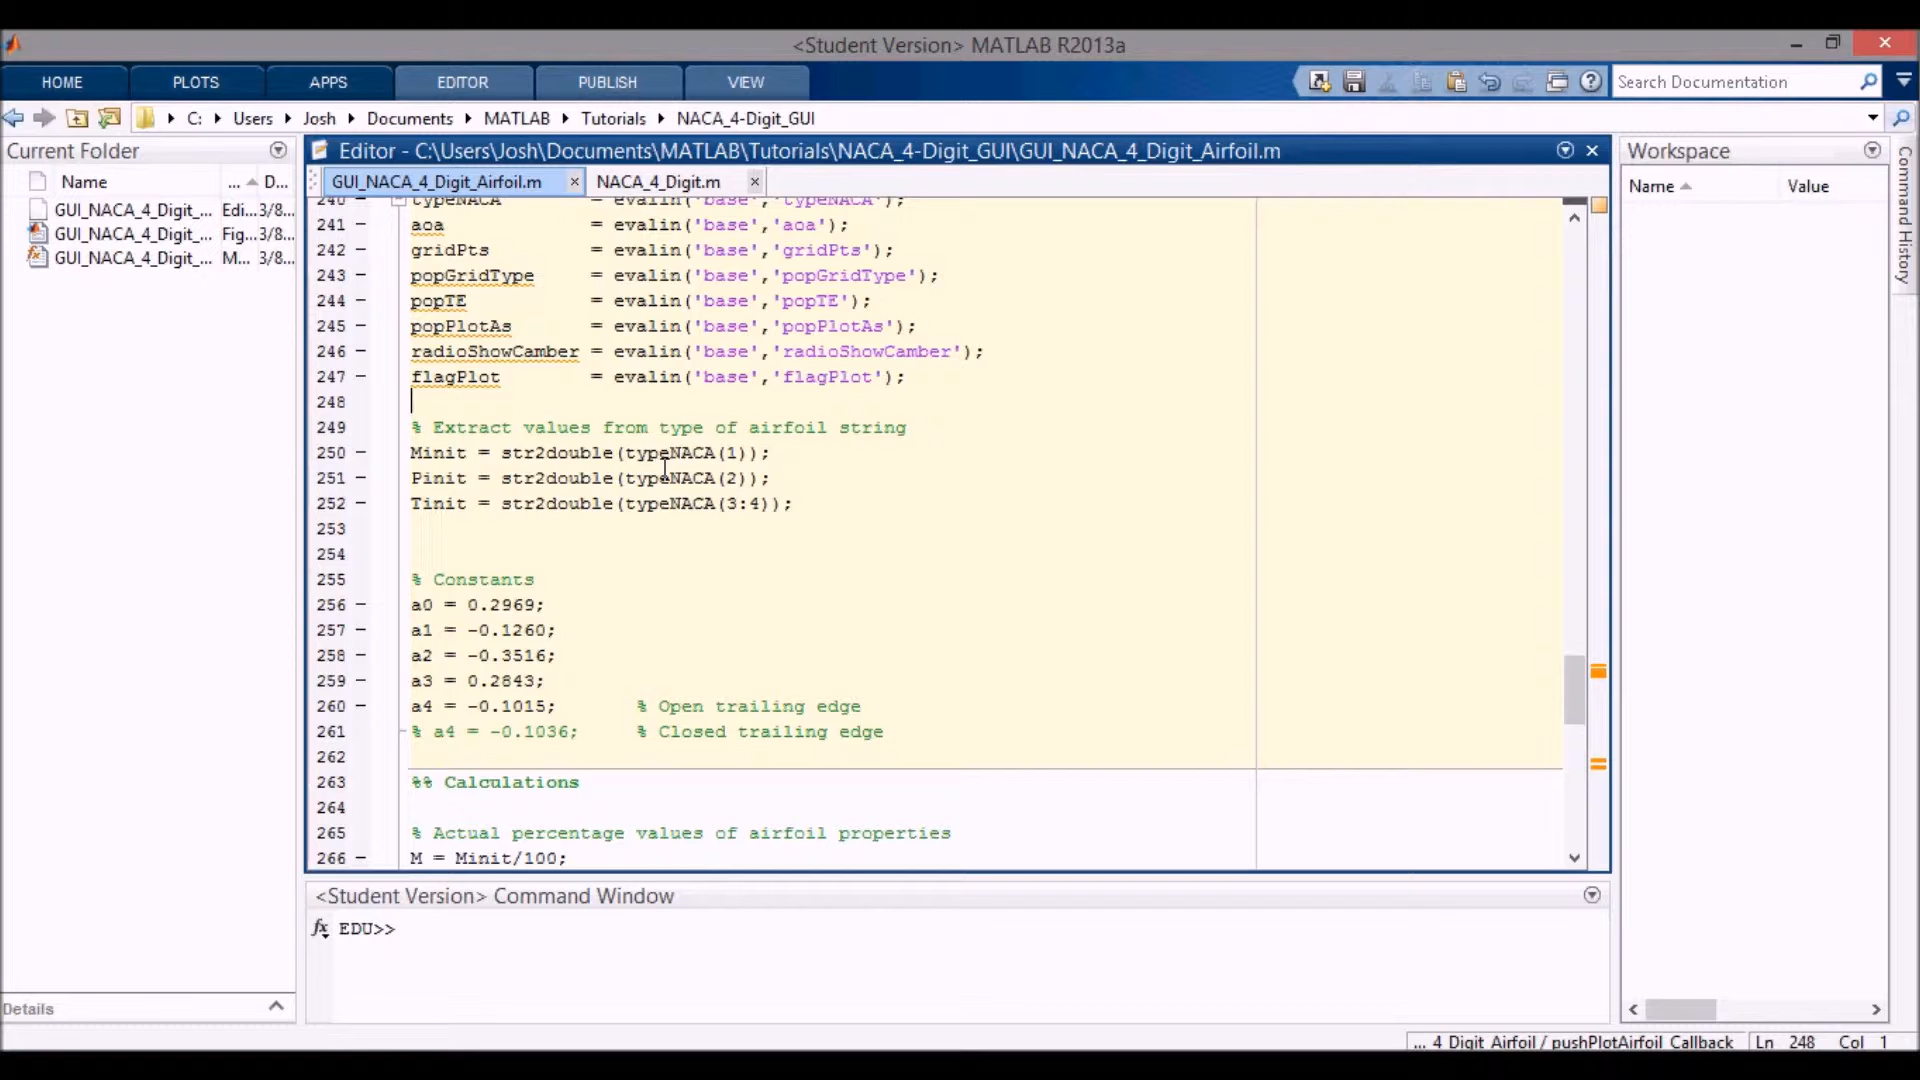 <Student Version> MATLAB R2013a
HOME PLOTS APPS EDITOR PUBLISH VIEW Search Documentation
C: Users Josh Documents MATLAB Tutorials NACA_4-Digit_GUI
Current Folder
Name ... D...
GUI_NACA_4_Digit_... Edi... 3/8...
GUI_NACA_4_Digit_... Fig... 3/8...
GUI_NACA_4_Digit_... M... 3/8...
Details
Editor - C:\Users\Josh\Documents\MATLAB\Tutorials\NACA_4-Digit_GUI\GUI_NACA_4_Digit_Airfoil.m
GUI_NACA_4_Digit_Airfoil.m × NACA_4_Digit.m ×
240 – typeNACA = evalin('base','typeNACA');
241 – aoa = evalin('base','aoa');
242 – gridPts = evalin('base','gridPts');
243 – popGridType = evalin('base','popGridType');
244 – popTE = evalin('base','popTE');
245 – popPlotAs = evalin('base','popPlotAs');
246 – radioShowCamber = evalin('base','radioShowCamber');
247 – flagPlot = evalin('base','flagPlot');
248
249 % Extract values from type of airfoil string
250 – Minit = str2double(typeNACA(1));
251 – Pinit = str2double(typeNACA(2));
252 – Tinit = str2double(typeNACA(3:4));
253
254
255 % Constants
256 – a0 = 0.2969;
257 – a1 = -0.1260;
258 – a2 = -0.3516;
259 – a3 = 0.2843;
260 – a4 = -0.1015; % Open trailing edge
261 % a4 = -0.1036; % Closed trailing edge
262
263 %% Calculations
264
265 % Actual percentage values of airfoil properties
266 – M = Minit/100;
<Student Version> Command Window
fx EDU>>
Workspace
Name Value
Command History
... 4 Digit Airfoil / pushPlotAirfoil Callback Ln 248 Col 1